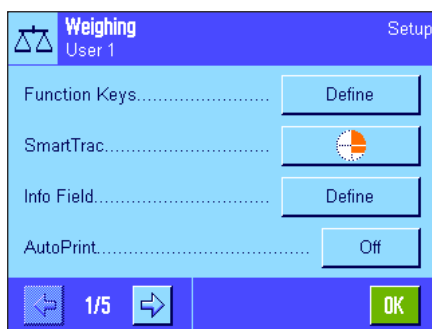 Weighing Setup
User 1
Function Keys........................ Define
SmartTrac..............................
Info Field............................... Define
AutoPrint....................................... Off
1/5 OK